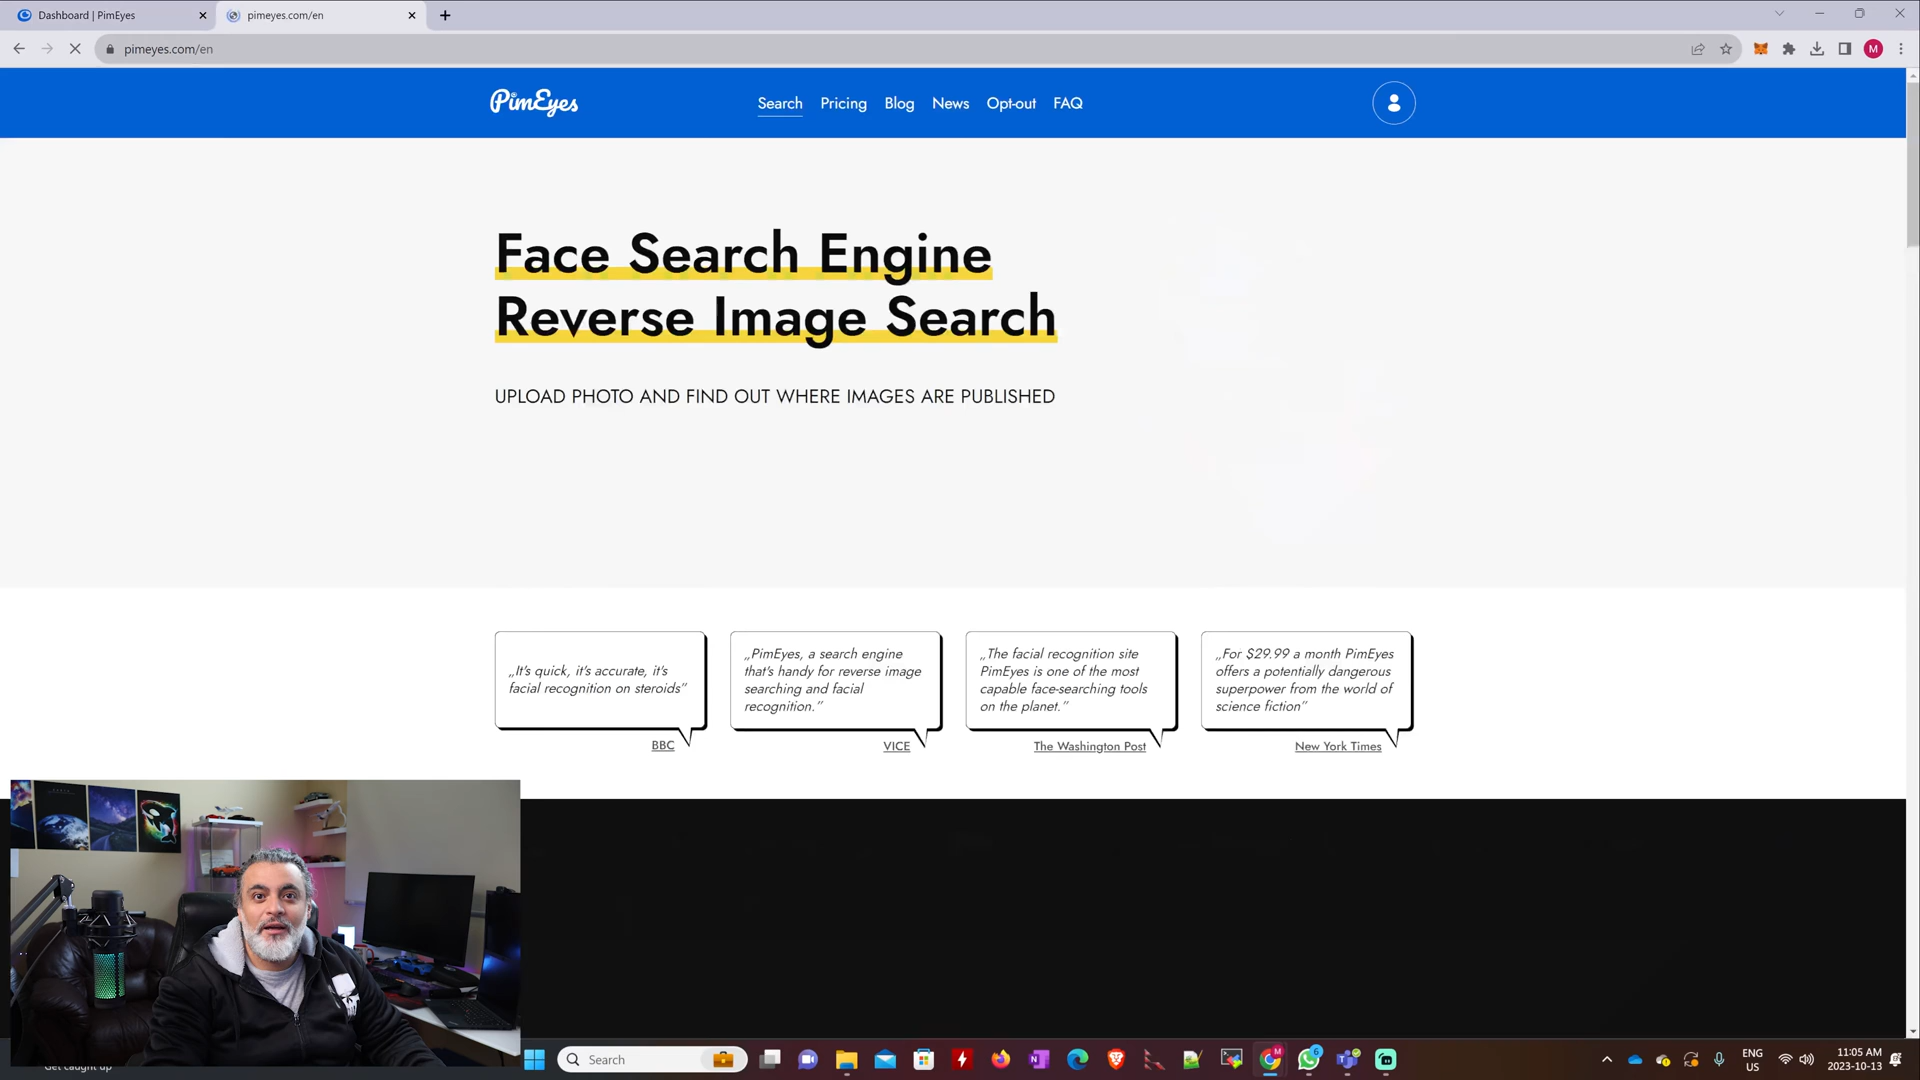 Dashboard | PimEyes
pimeyes.com/en
pimeyes.com/en
M
PimEyes
Search Pricing Blog News Opt-out FAQ
Face Search Engine
Reverse Image Search
UPLOAD PHOTO AND FIND OUT WHERE IMAGES ARE PUBLISHED
„It's quick, it's accurate, it's
facial recognition on steroids”
BBC
„PimEyes, a search engine
that's handy for reverse image
searching and facial
recognition.”
VICE
„The facial recognition site
PimEyes is one of the most
capable face-searching tools
on the planet.”
The Washington Post
„For $29.99 a month PimEyes
offers a potentially dangerous
superpower from the world of
science fiction”
New York Times
Get caught up
Search
M
6
ENG
US
11:05 AM
2023-10-13